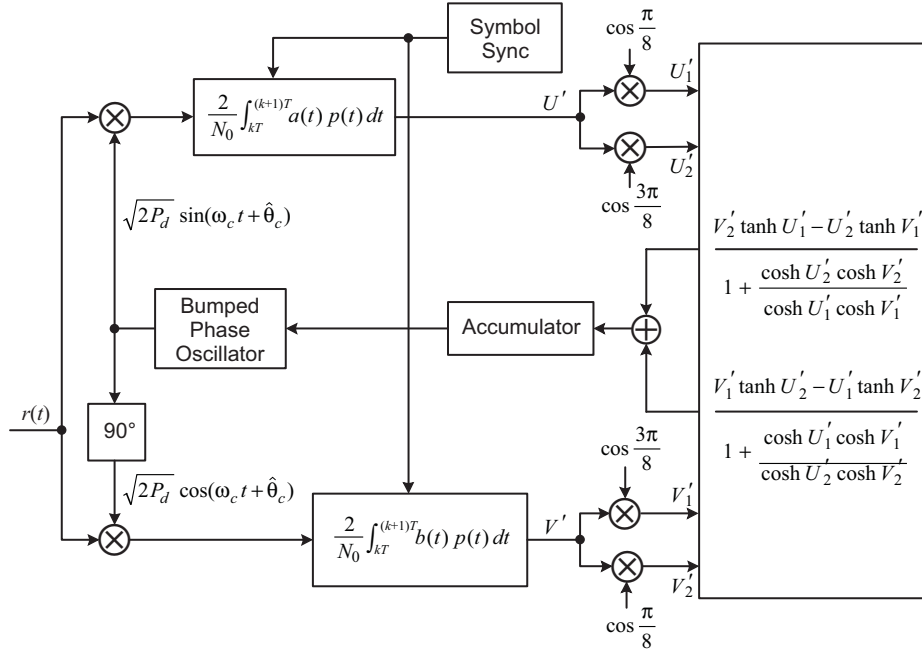 Symbol
Sync
cos π/8
U′₁
2/N₀ ∫_{kT}^{(k+1)T} a(t) p(t) dt
U′
U′₂
cos 3π/8
√2P_d sin(ω_c t + θ̂_c)
V′₂ tanh U′₁ – U′₂ tanh V′₁
1 + cosh U′₂ cosh V′₂
cosh U′₁ cosh V′₁
Bumped
Phase
Oscillator
Accumulator
+
V′₁ tanh U′₂ – U′₁ tanh V′₂
1 + cosh U′₁ cosh V′₁
cosh U′₂ cosh V′₂
r(t)
90°
cos 3π/8
√2P_d cos(ω_c t + θ̂_c)
V′₁
2/N₀ ∫_{kT}^{(k+1)T} b(t) p(t) dt
V′
V′₂
cos π/8